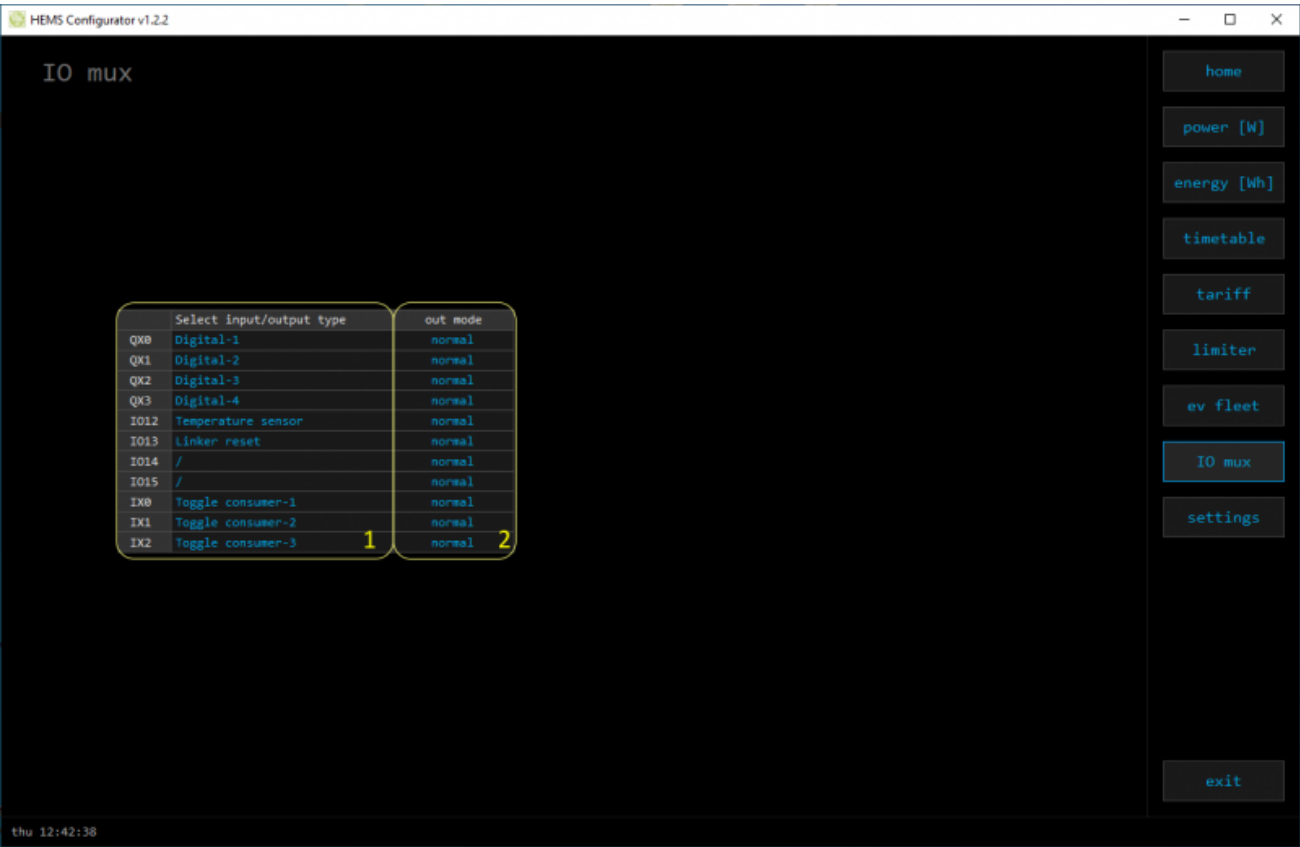 HEMS Configurator v1.2.2
IO mux
home
power [W]
energy [Wh]
timetable
tariff
limiter
ev fleet
IO mux
settings
exit
Select input/output type out mode
QX0 Digital-1 normal
QX1 Digital-2 normal
QX2 Digital-3 normal
QX3 Digital-4 normal
IO12 Temperature sensor normal
IO13 Linker reset normal
IO14 / normal
IO15 / normal
IX0 Toggle consumer-1 normal
IX1 Toggle consumer-2 normal
IX2 Toggle consumer-3 1 normal 2
thu 12:42:38